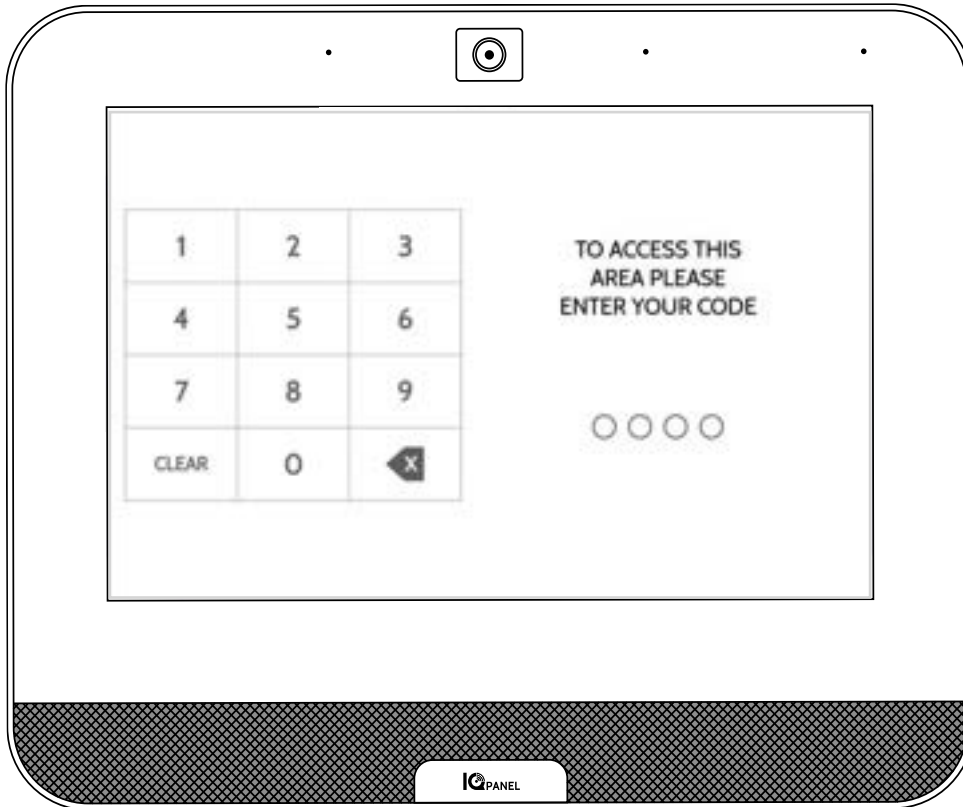 1 2 3
4 5 6
7 8 9
CLEAR 0 X
TO ACCESS THIS
AREA PLEASE
ENTER YOUR CODE
IQ PANEL